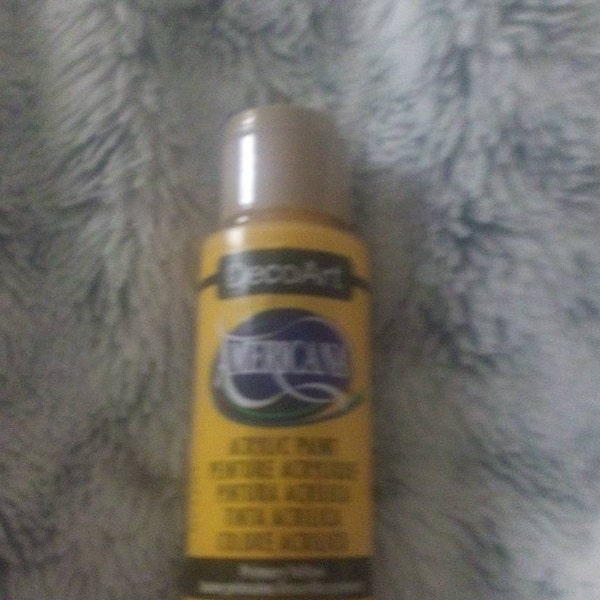 DecoArt
AMERICANA
ACRYLIC PAINT
PEINTURE ACRYLIQUE
PINTURA ACRÍLICA
TINTA ACRÍLICA
COLORE ACRILICO